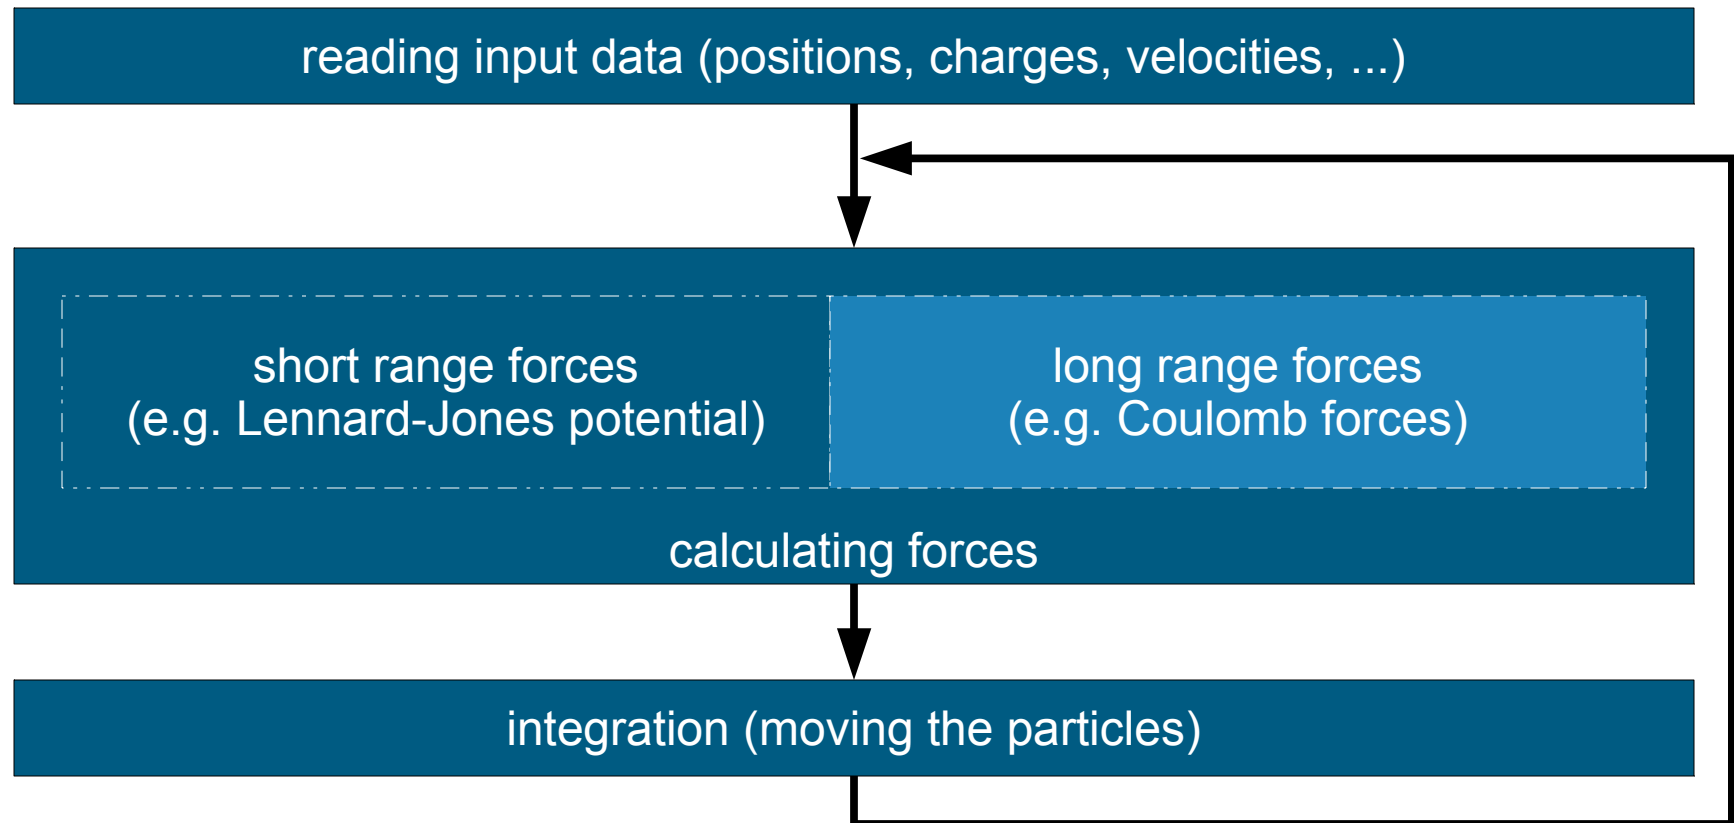 reading input data (positions, charges, velocities, ...)
short range forces
(e.g. Lennard-Jones potential)
long range forces
(e.g. Coulomb forces)
calculating forces
integration (moving the particles)